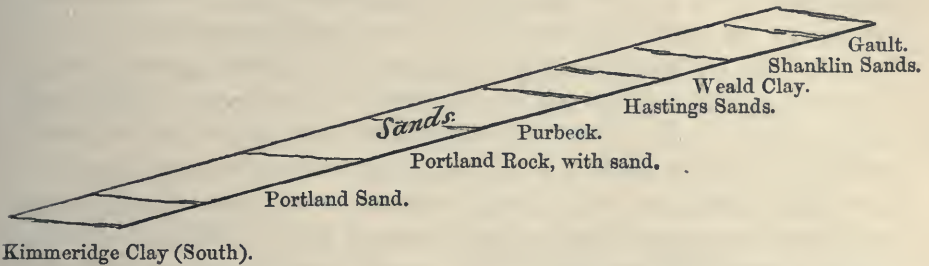 Gault.
Shanklin Sands.
Weald Clay.
Hastings Sands.
Sands.
Purbeck.
Portland Rock, with sand.
Portland Sand.
Kimmeridge Clay (South).